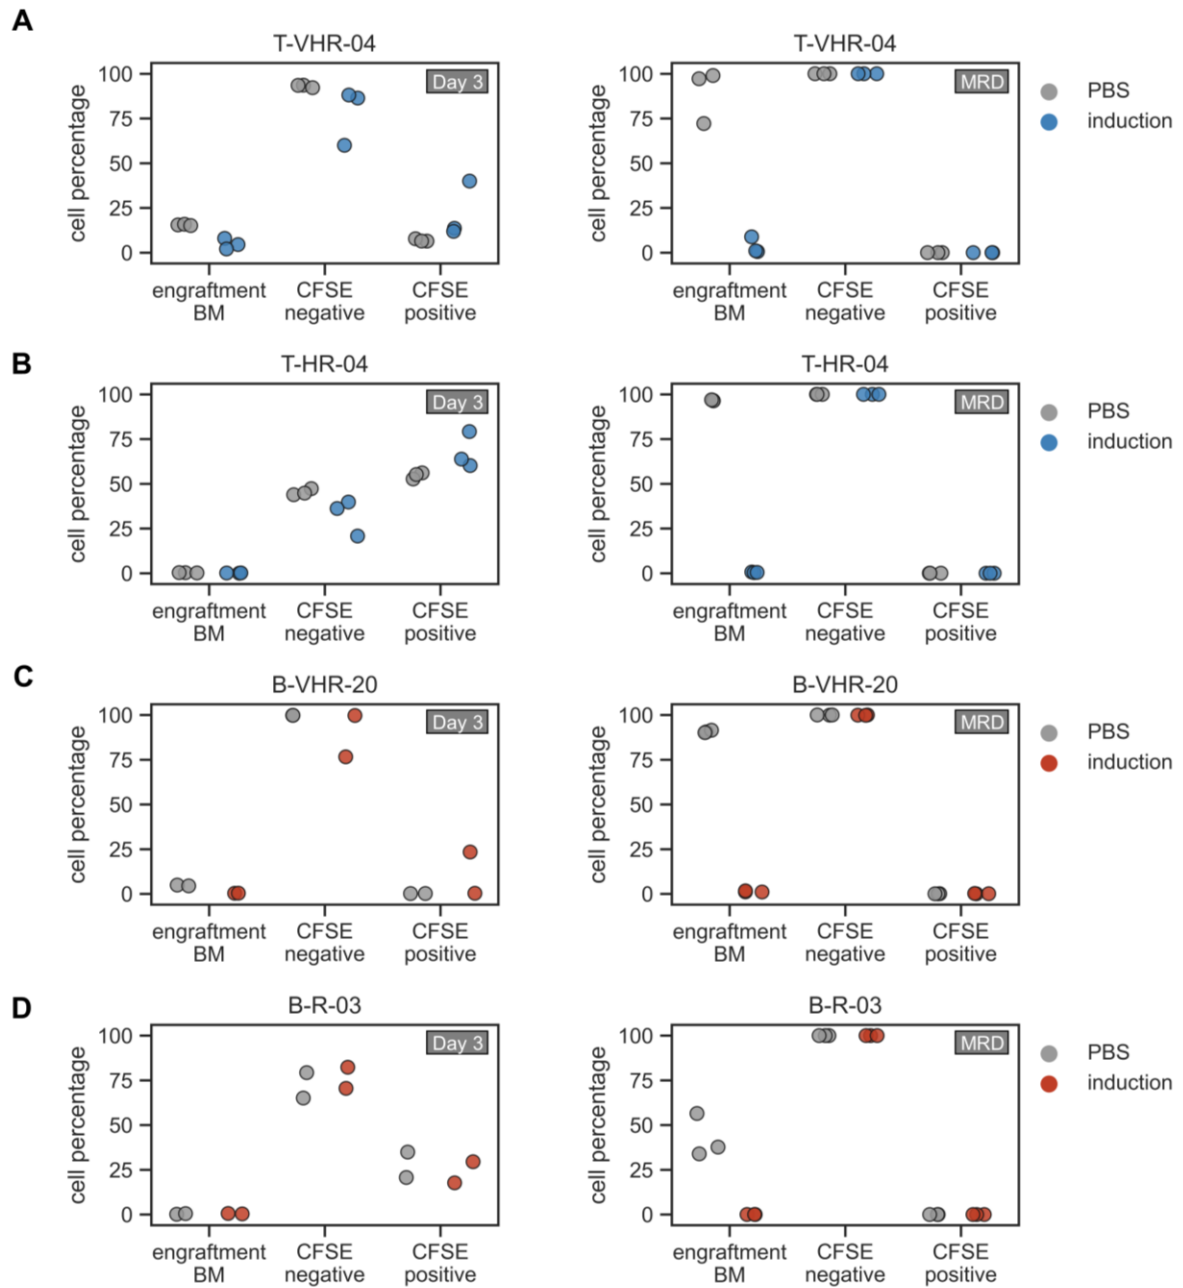 A
T-VHR-04
T-VHR-04
cell percentage
100
75
50
25
0
Day 3
engraftment
BM
CFSE
negative
CFSE
positive
cell percentage
100
75
50
25
0
MRD
engraftment
BM
CFSE
negative
CFSE
positive
PBS
induction
B
T-HR-04
T-HR-04
cell percentage
100
75
50
25
0
Day 3
engraftment
BM
CFSE
negative
CFSE
positive
cell percentage
100
75
50
25
0
MRD
engraftment
BM
CFSE
negative
CFSE
positive
PBS
induction
C
B-VHR-20
B-VHR-20
cell percentage
100
75
50
25
0
Day 3
engraftment
BM
CFSE
negative
CFSE
positive
cell percentage
100
75
50
25
0
MRD
engraftment
BM
CFSE
negative
CFSE
positive
PBS
induction
D
B-R-03
B-R-03
cell percentage
100
75
50
25
0
Day 3
engraftment
BM
CFSE
negative
CFSE
positive
cell percentage
100
75
50
25
0
MRD
engraftment
BM
CFSE
negative
CFSE
positive
PBS
induction